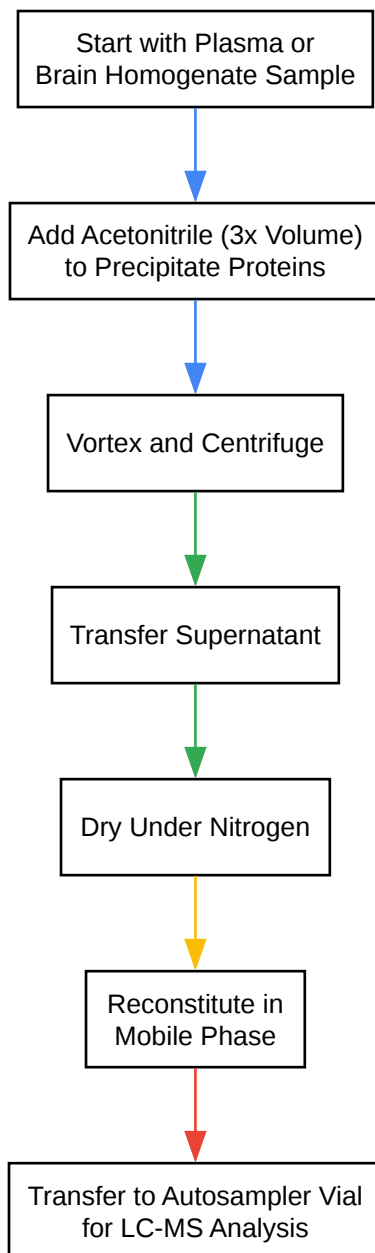 Start with Plasma or
Brain Homogenate Sample
Add Acetonitrile (3x Volume)
to Precipitate Proteins
Vortex and Centrifuge
Transfer Supernatant
Dry Under Nitrogen
Reconstitute in
Mobile Phase
Transfer to Autosampler Vial
for LC-MS Analysis